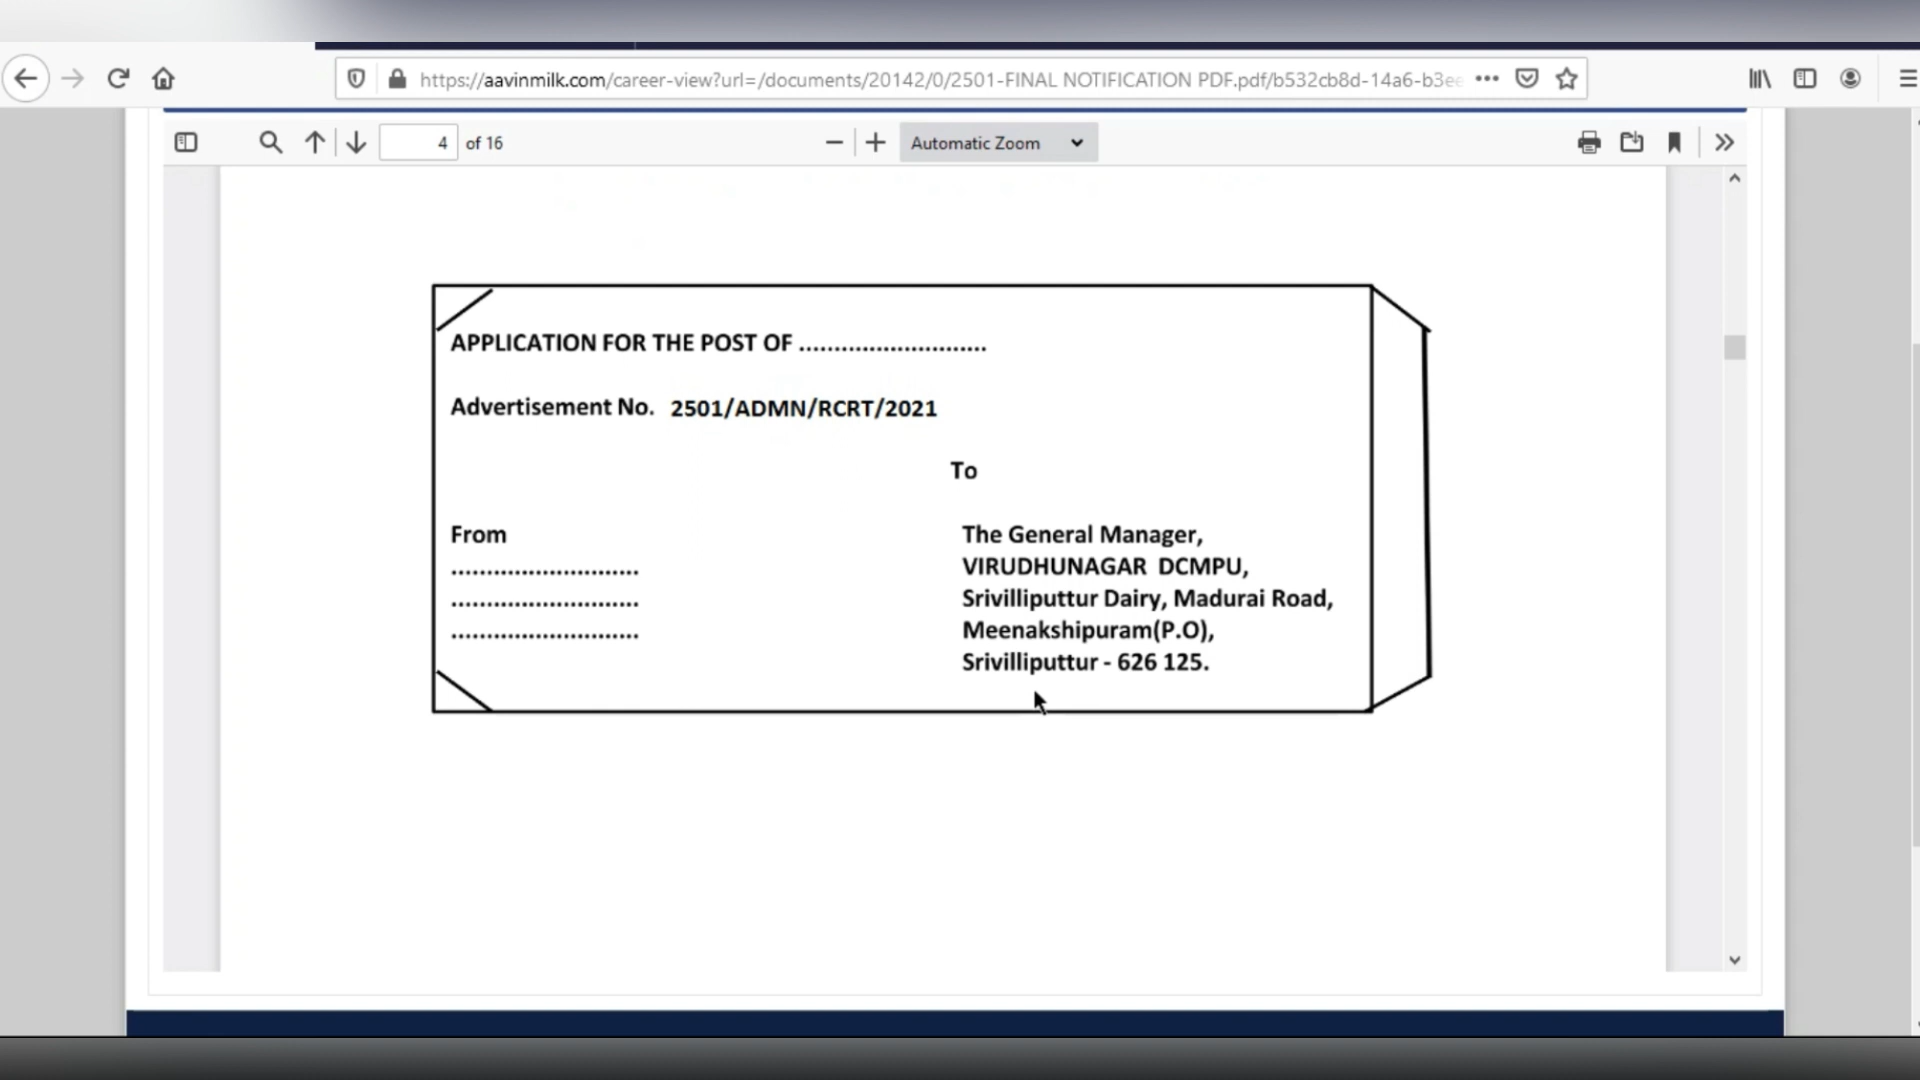 https://aavinmilk.com/career-view?url=/documents/20142/0/2501-FINAL NOTIFICATION PDF.pdf/b532cb8d-14a6-b3ee
4 of 16
Automatic Zoom
APPLICATION FOR THE POST OF ...........................
Advertisement No. 2501/ADMN/RCRT/2021
To
From
...........................
...........................
...........................
The General Manager,
VIRUDHUNAGAR DCMPU,
Srivilliputtur Dairy, Madurai Road,
Meenakshipuram(P.O),
Srivilliputtur - 626 125.